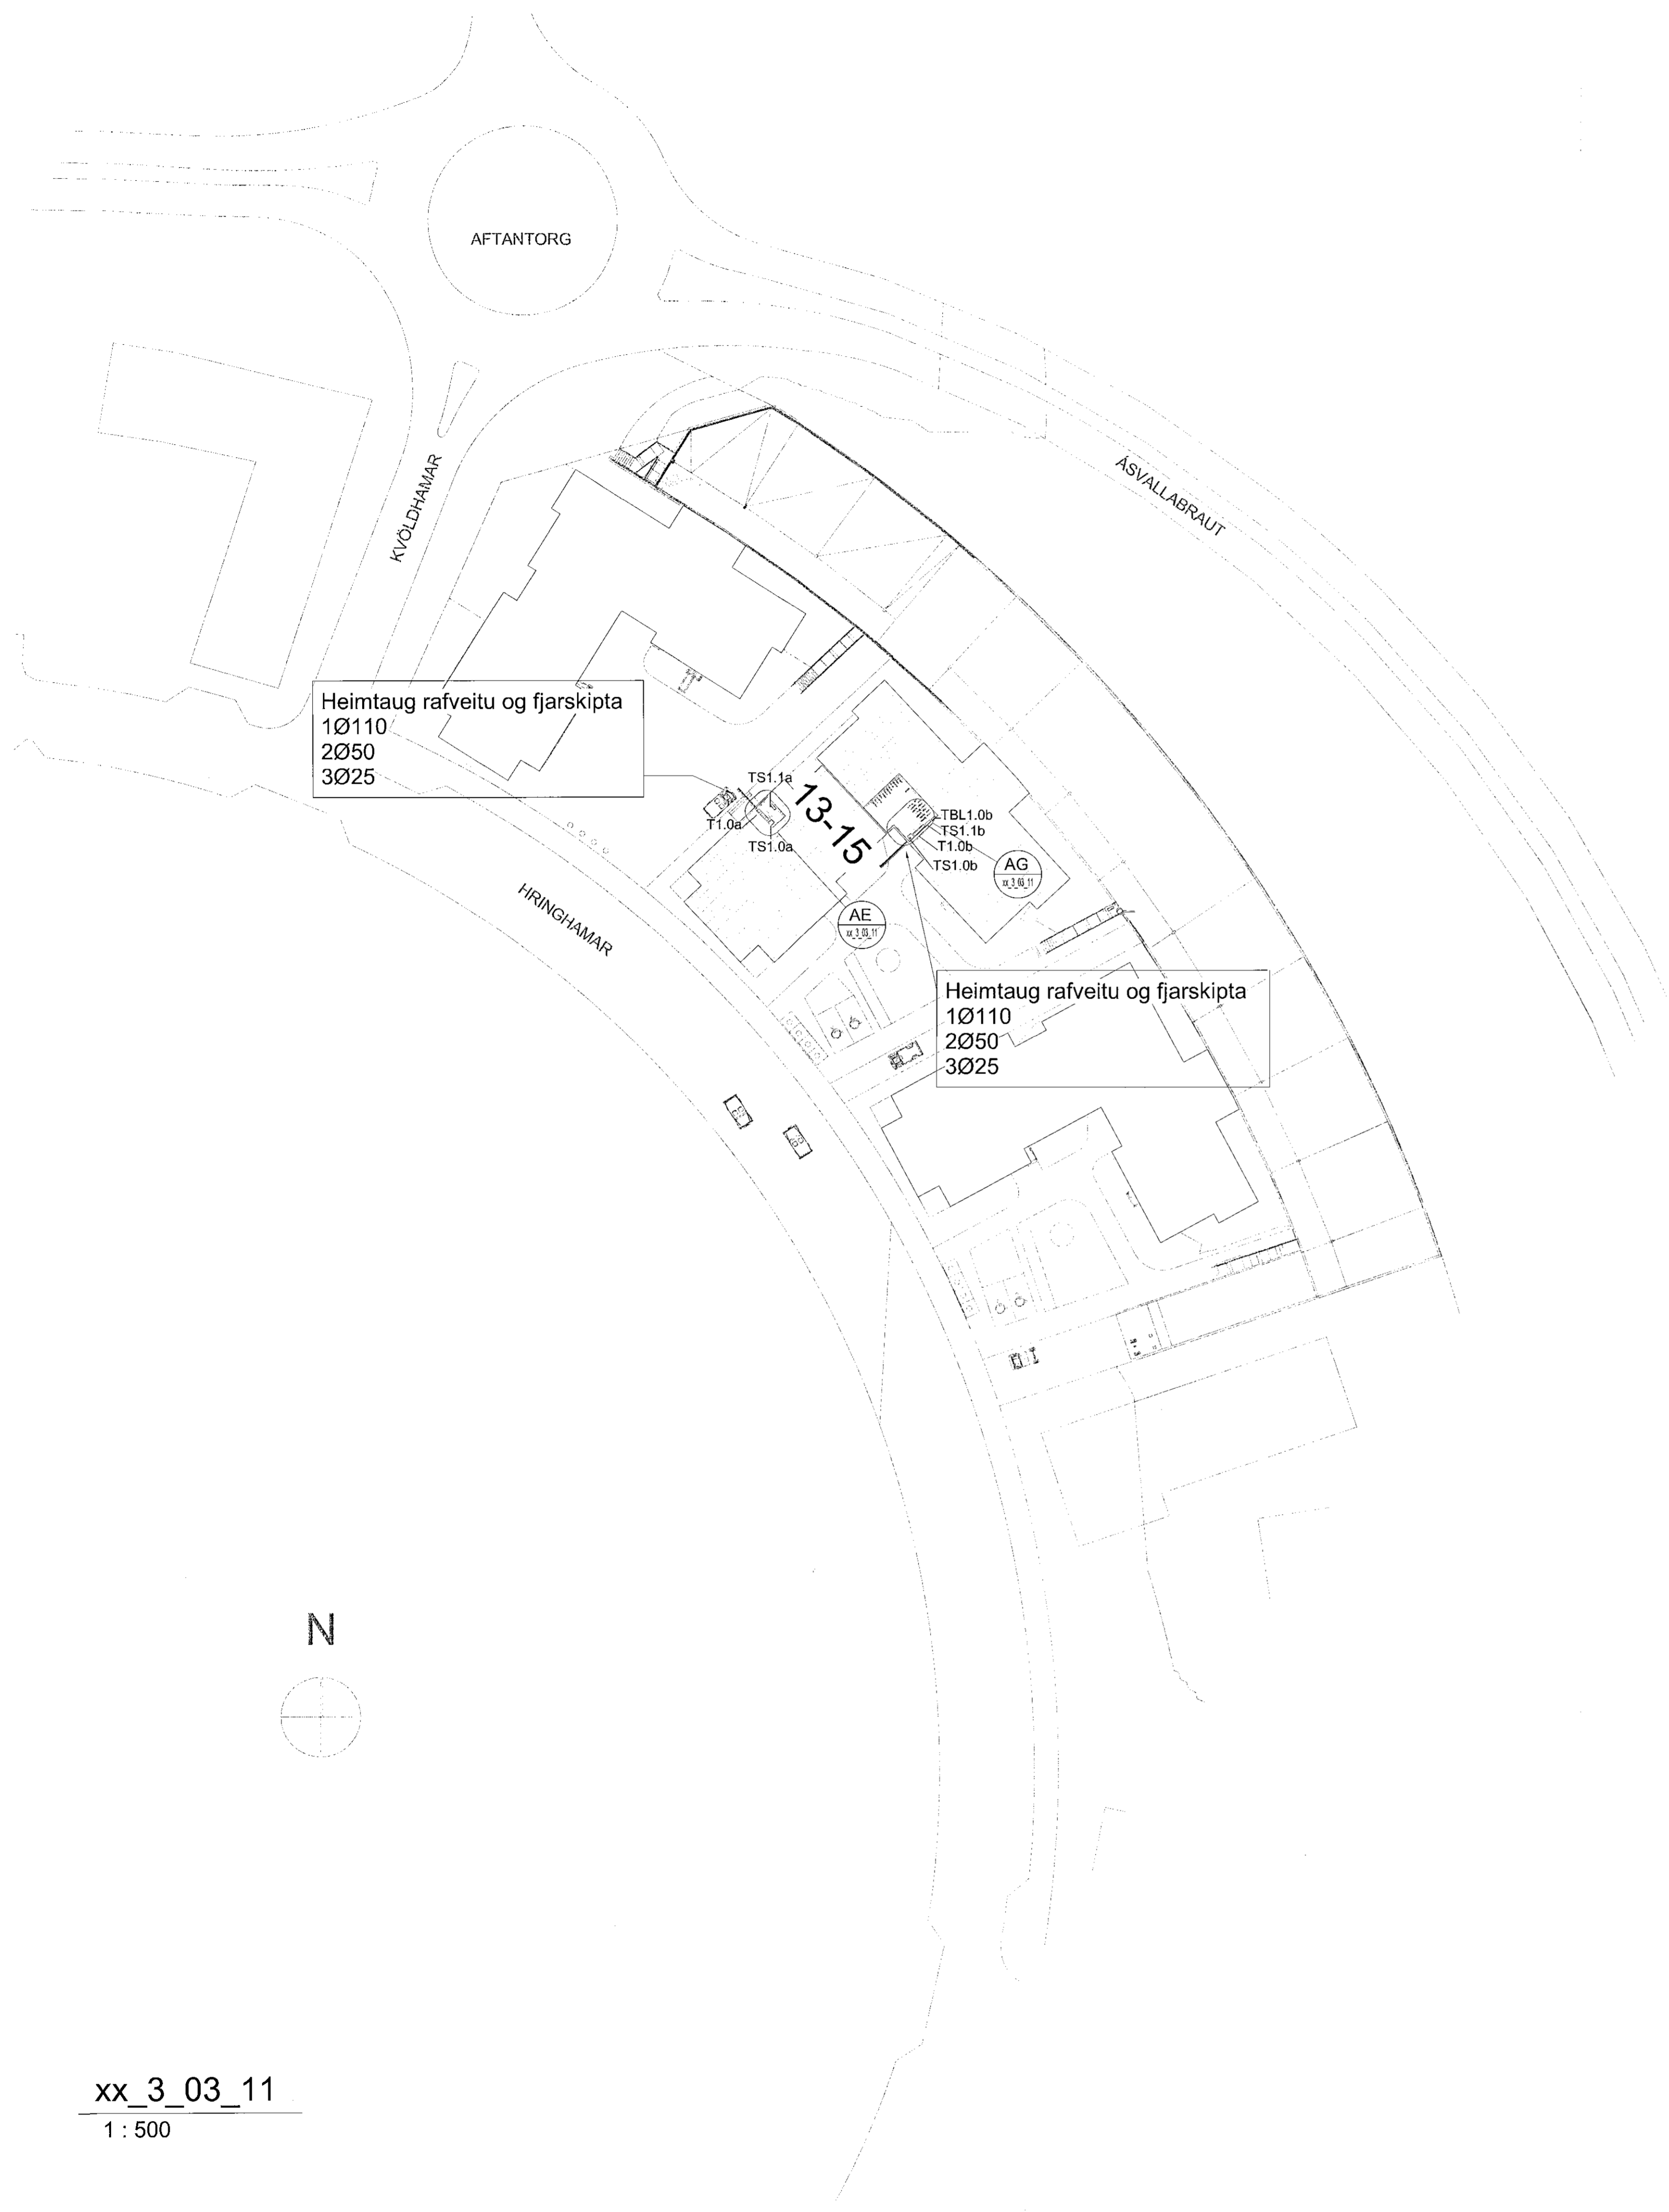 AFTANTORG
KVÖLDHAMAR
ÁSVALLABRAUT
Heimtaug rafveitu og fjarskipta
1Ø110
2Ø50
3Ø25
TS1.1a
T1.0a
TS1.0a
13-15
TBL1.0b
TS1.1b
T1.0b
TS1.0b
AG
xx_3_03_11
AE
xx_3_03_11
HRINGHAMAR
Heimtaug rafveitu og fjarskipta
1Ø110
2Ø50
3Ø25
N
xx_3_03_11
1 : 500